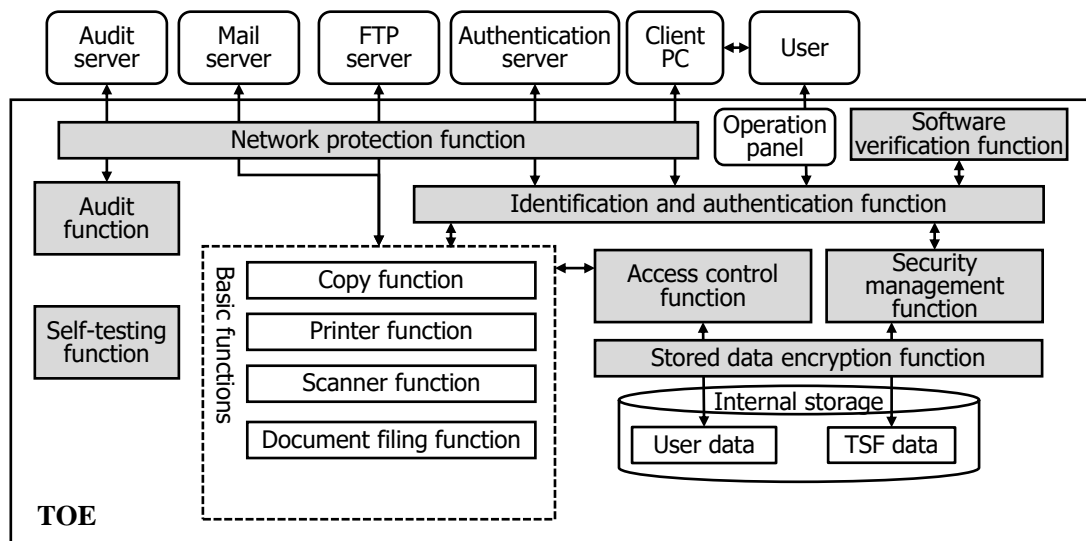 Audit
server
Mail
server
FTP
server
Authentication
server
Client
PC
User
Network protection function
Operation
panel
Software
verification function
Audit
function
Identification and authentication function
Basic functions
Copy function
Printer function
Scanner function
Document filing function
Access control
function
Security
management
function
Self-testing
function
Stored data encryption function
Internal storage
User data
TSF data
TOE